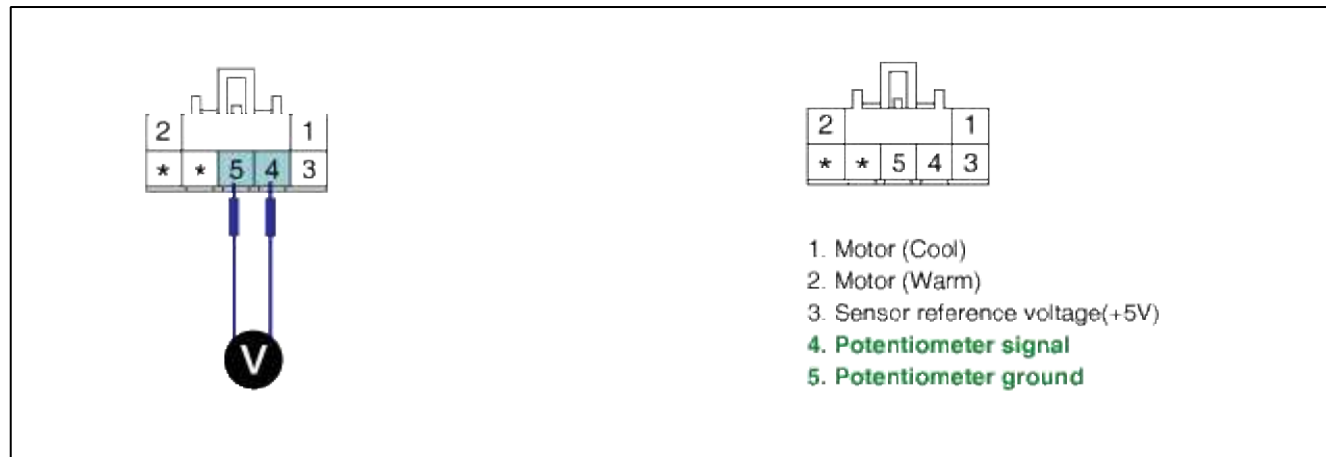 2 1
* * 5 4 3
V
2 1
* * 5 4 3
1. Motor (Cool)
2. Motor (Warm)
3. Sensor reference voltage(+5V)
4. Potentiometer signal
5. Potentiometer ground